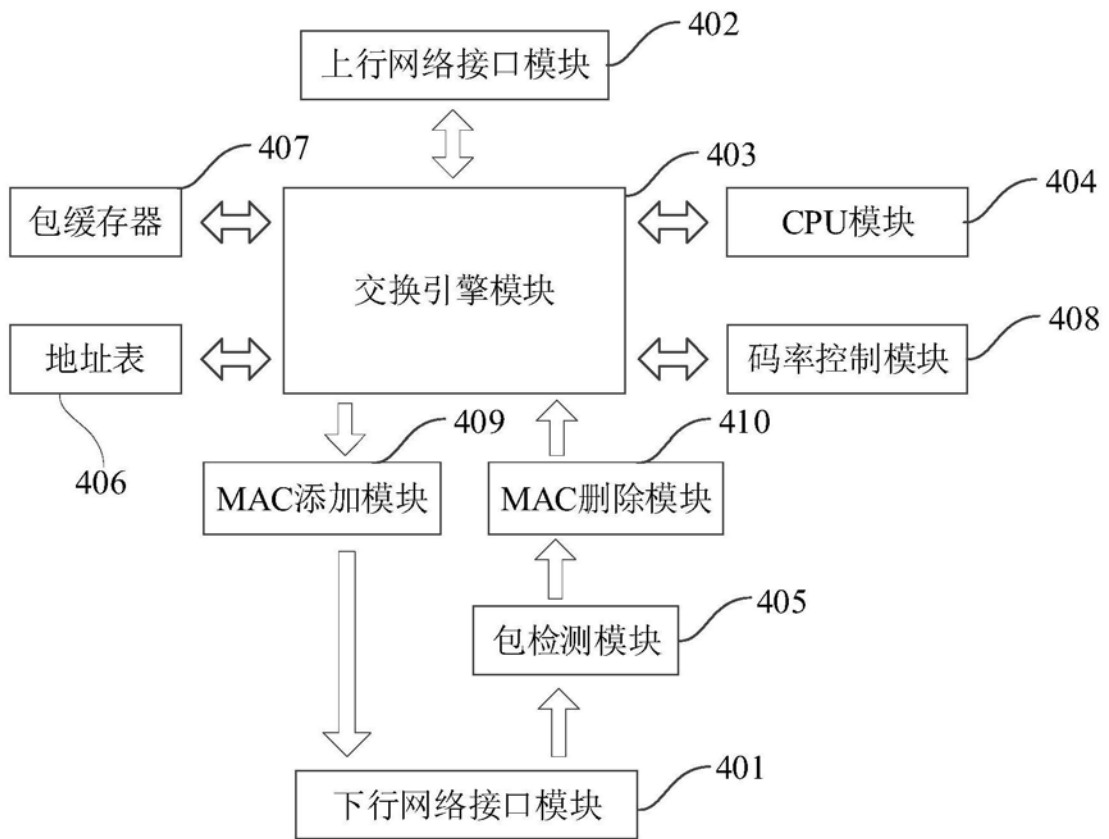 402
上行网络接口模块
407
403
404
包缓存器
CPU模块
交换引擎模块
408
地址表
码率控制模块
409
410
406
MAC添加模块
MAC删除模块
405
包检测模块
401
下行网络接口模块